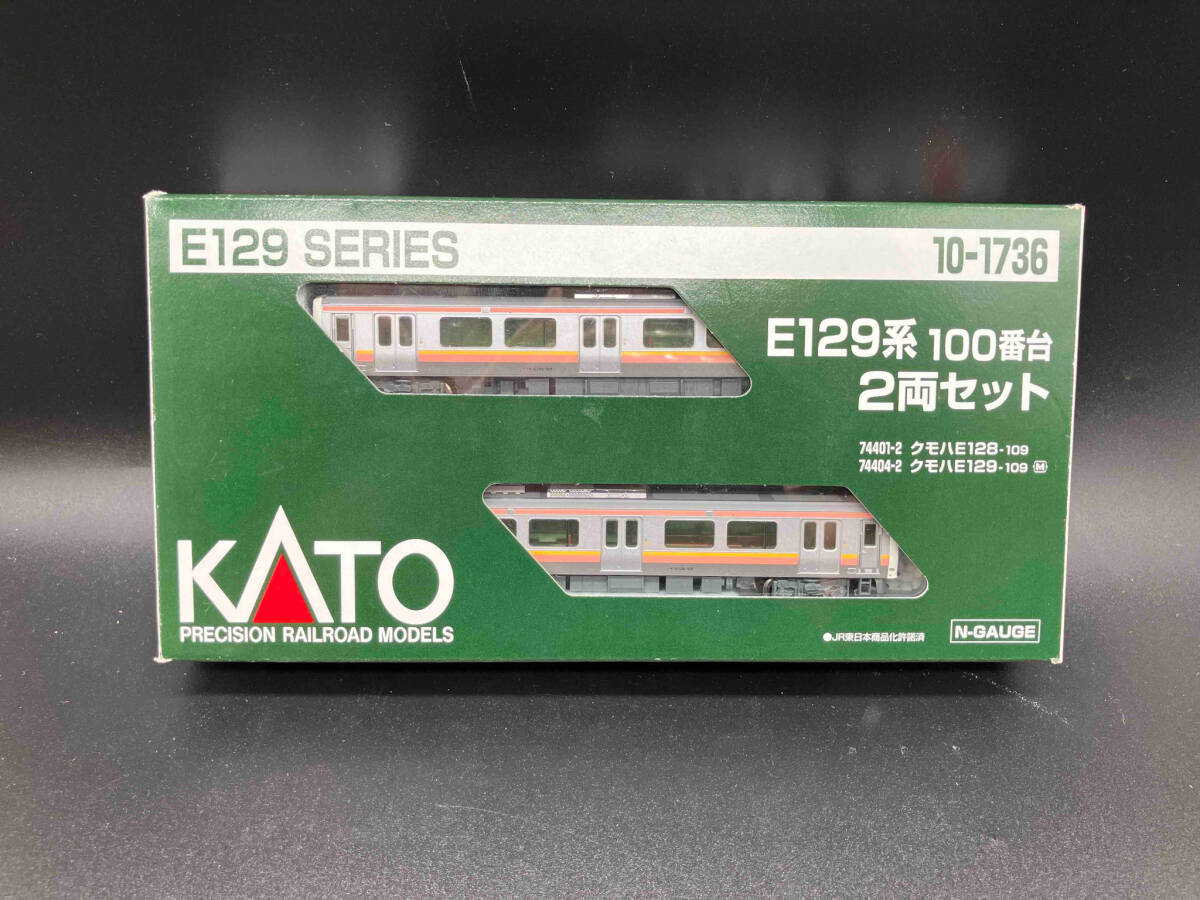 E129 SERIES 10-1736
E129系 100番台
2両セット
74401-2 クモハE128-109
74404-2 クモハE129-109 M
KATO
PRECISION RAILROAD MODELS
●JR東日本商品化許諾済
N-GAUGE